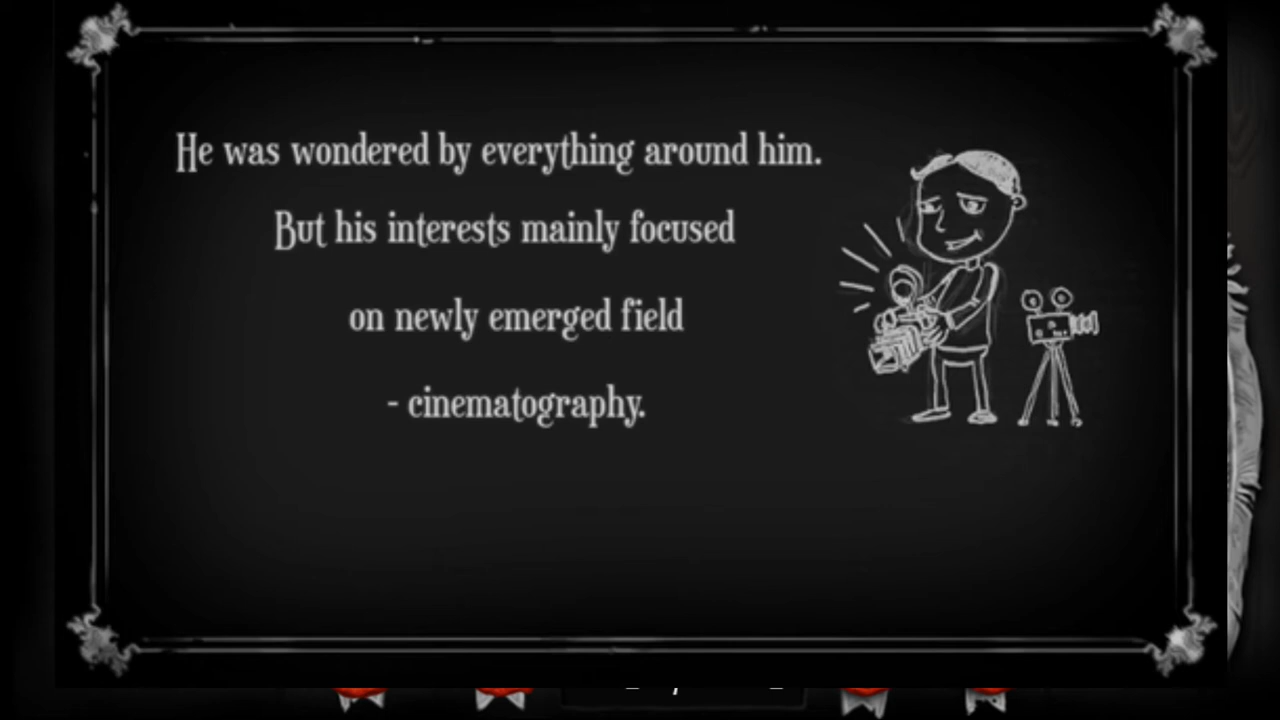 He was wondered by everything around him.
But his interests mainly focused
on newly emerged field
- cinematography.